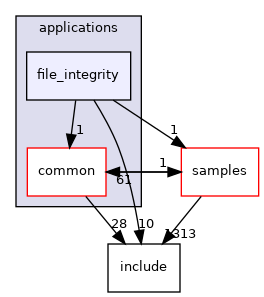 applications
file_integrity
1
1
common
1
samples
61
28
10
1313
include